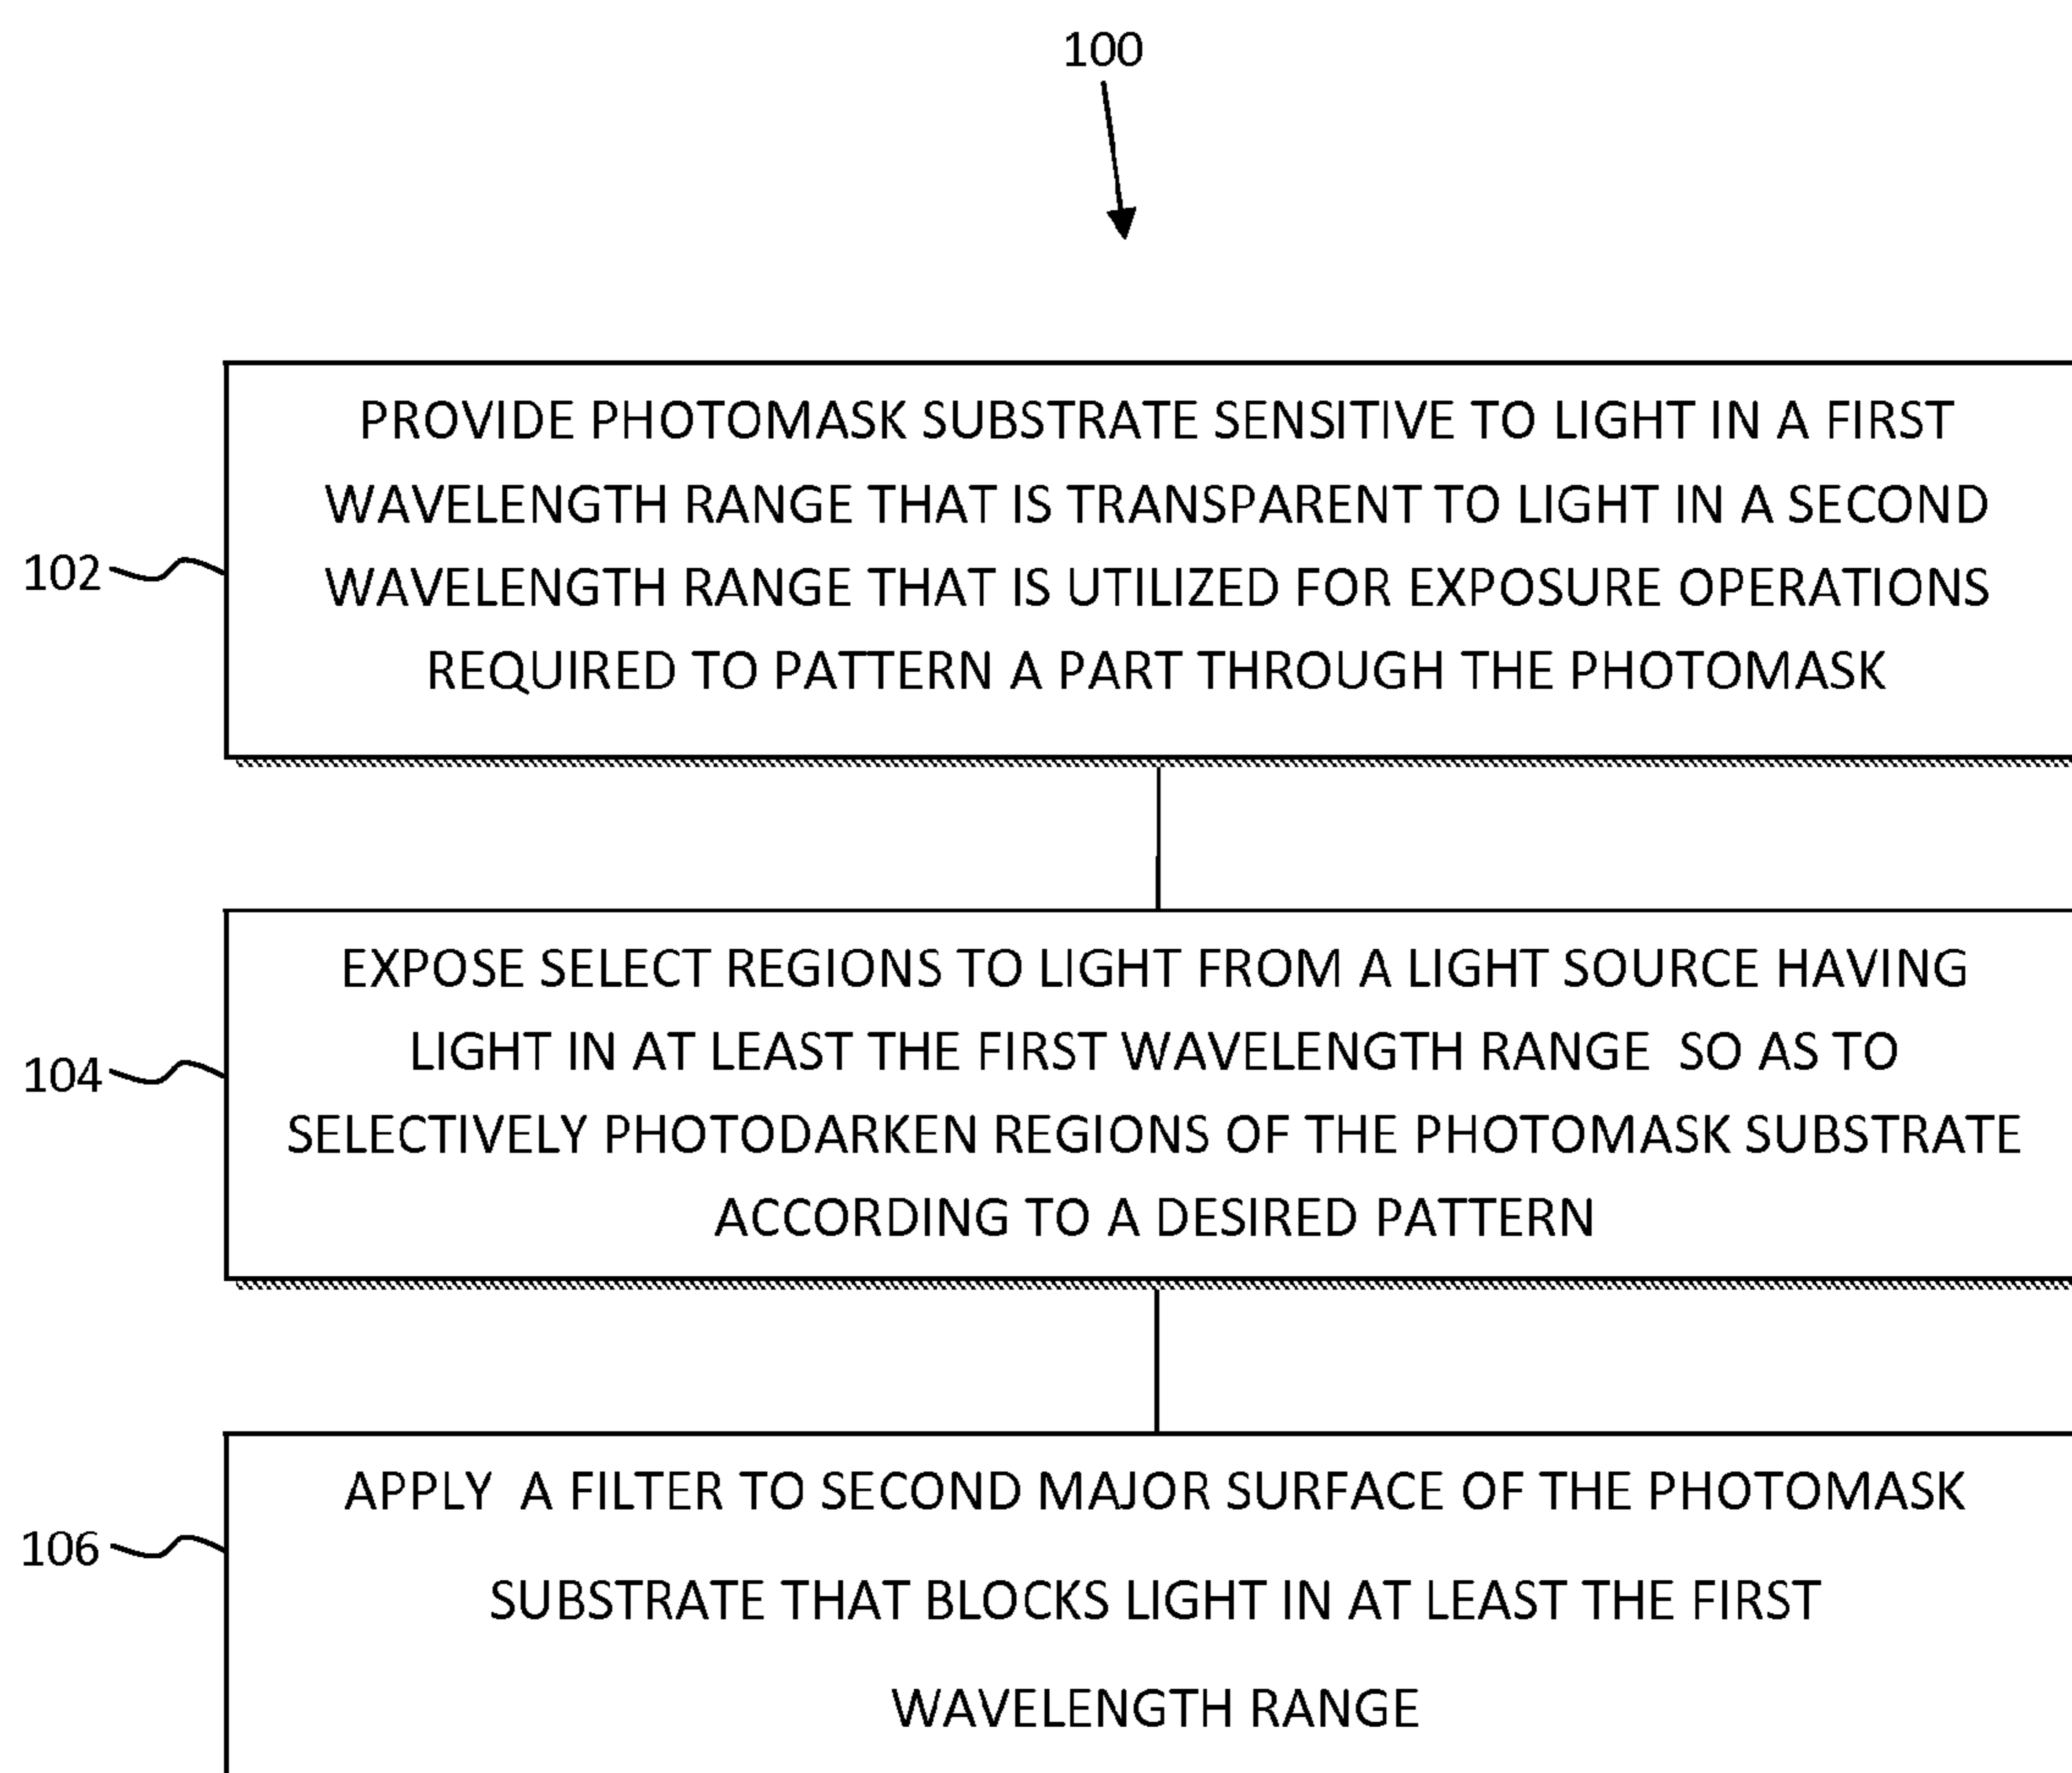 100
PROVIDE PHOTOMASK SUBSTRATE SENSITIVE TO LIGHT IN A FIRST
WAVELENGTH RANGE THAT IS TRANSPARENT TO LIGHT IN A SECOND
102
WAVELENGTH RANGE THAT IS UTILIZED FOR EXPOSURE OPERATIONS
REQUIRED TO PATTERN A PART THROUGH THE PHOTOMASK
EXPOSE SELECT REGIONS TO LIGHT FROM A LIGHT SOURCE HAVING
LIGHT IN AT LEAST THE FIRST WAVELENGTH RANGE  SO AS TO
104
SELECTIVELY PHOTODARKEN REGIONS OF THE PHOTOMASK SUBSTRATE
ACCORDING TO A DESIRED PATTERN
APPLY  A FILTER TO SECOND MAJOR SURFACE OF THE PHOTOMASK
106
SUBSTRATE THAT BLOCKS LIGHT IN AT LEAST THE FIRST
WAVELENGTH RANGE